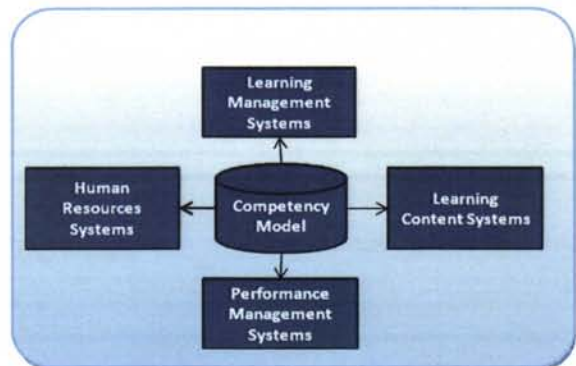 Learning
Management
Systems
Human
Resources
Systems
Competency
Model
Learning
Content Systems
Performance
Management
Systems